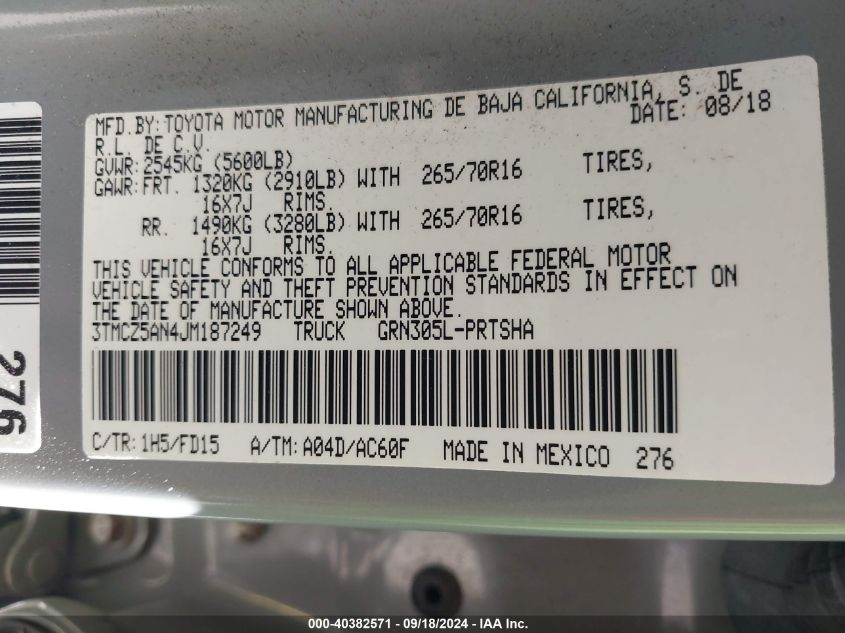 MFD.BY:TOYOTA MOTOR MANUFACTURING DE BAJA CALIFORNIA, S. DE
R.L. DE C.V. DATE: 08/18
GVWR:2545KG (5600LB)
GAWR:FRT. 1320KG (2910LB) WITH 265/70R16 TIRES,
16X7J RIMS.
RR. 1490KG (3280LB) WITH 265/70R16 TIRES,
16X7J RIMS.
THIS VEHICLE CONFORMS TO ALL APPLICABLE FEDERAL MOTOR
VEHICLE SAFETY AND THEFT PREVENTION STANDARDS IN EFFECT ON
THE DATE OF MANUFACTURE SHOWN ABOVE.
3TMCZ5AN4JM187249 TRUCK GRN305L-PRTSHA
C/TR:1H5/FD15 A/TM:A04D/AC60F MADE IN MEXICO 276
276
000-40382571 - 09/18/2024 - IAA Inc.